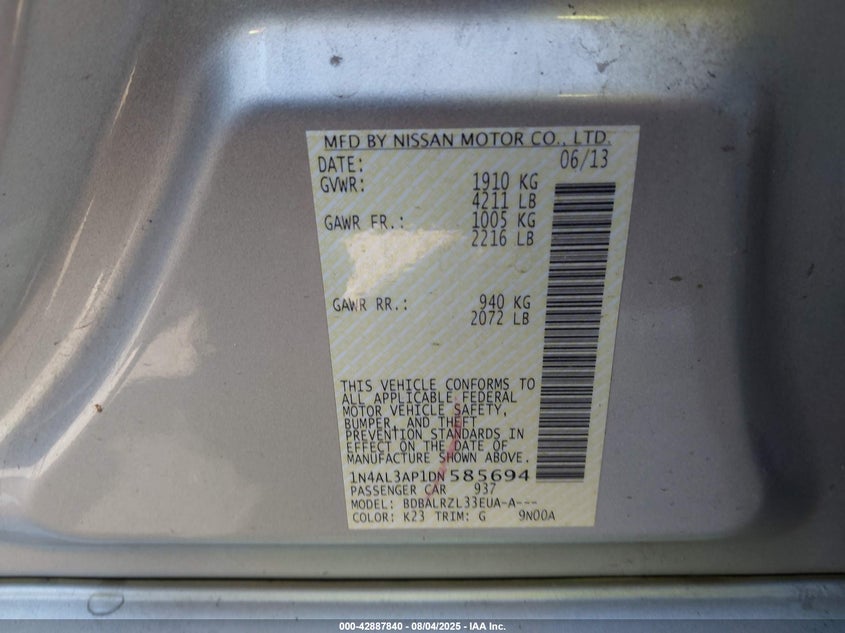 MFD BY NISSAN MOTOR CO., LTD.
DATE: 06/13
GVWR: 1910 KG
4211 LB
GAWR FR.: 1005 KG
2216 LB
GAWR RR.: 940 KG
2072 LB
THIS VEHICLE CONFORMS TO
ALL APPLICABLE FEDERAL
MOTOR VEHICLE SAFETY,
BUMPER, AND THEFT
PREVENTION STANDARDS IN
EFFECT ON THE DATE OF
MANUFACTURE SHOWN ABOVE.
1N4AL3AP1DN585694
PASSENGER CAR 937
MODEL: BDBALRZL33EUA-A---
COLOR: K23 TRIM: G 9N00A
000-42887840 - 08/04/2025 - IAA Inc.